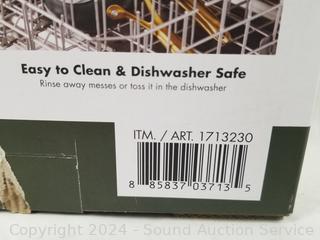 Easy to Clean & Dishwasher Safe
Rinse away messes or toss it in the dishwasher
ITM. / ART. 1713230
8 85837 03713 5
Copyright 2024 - Sound Auction Service